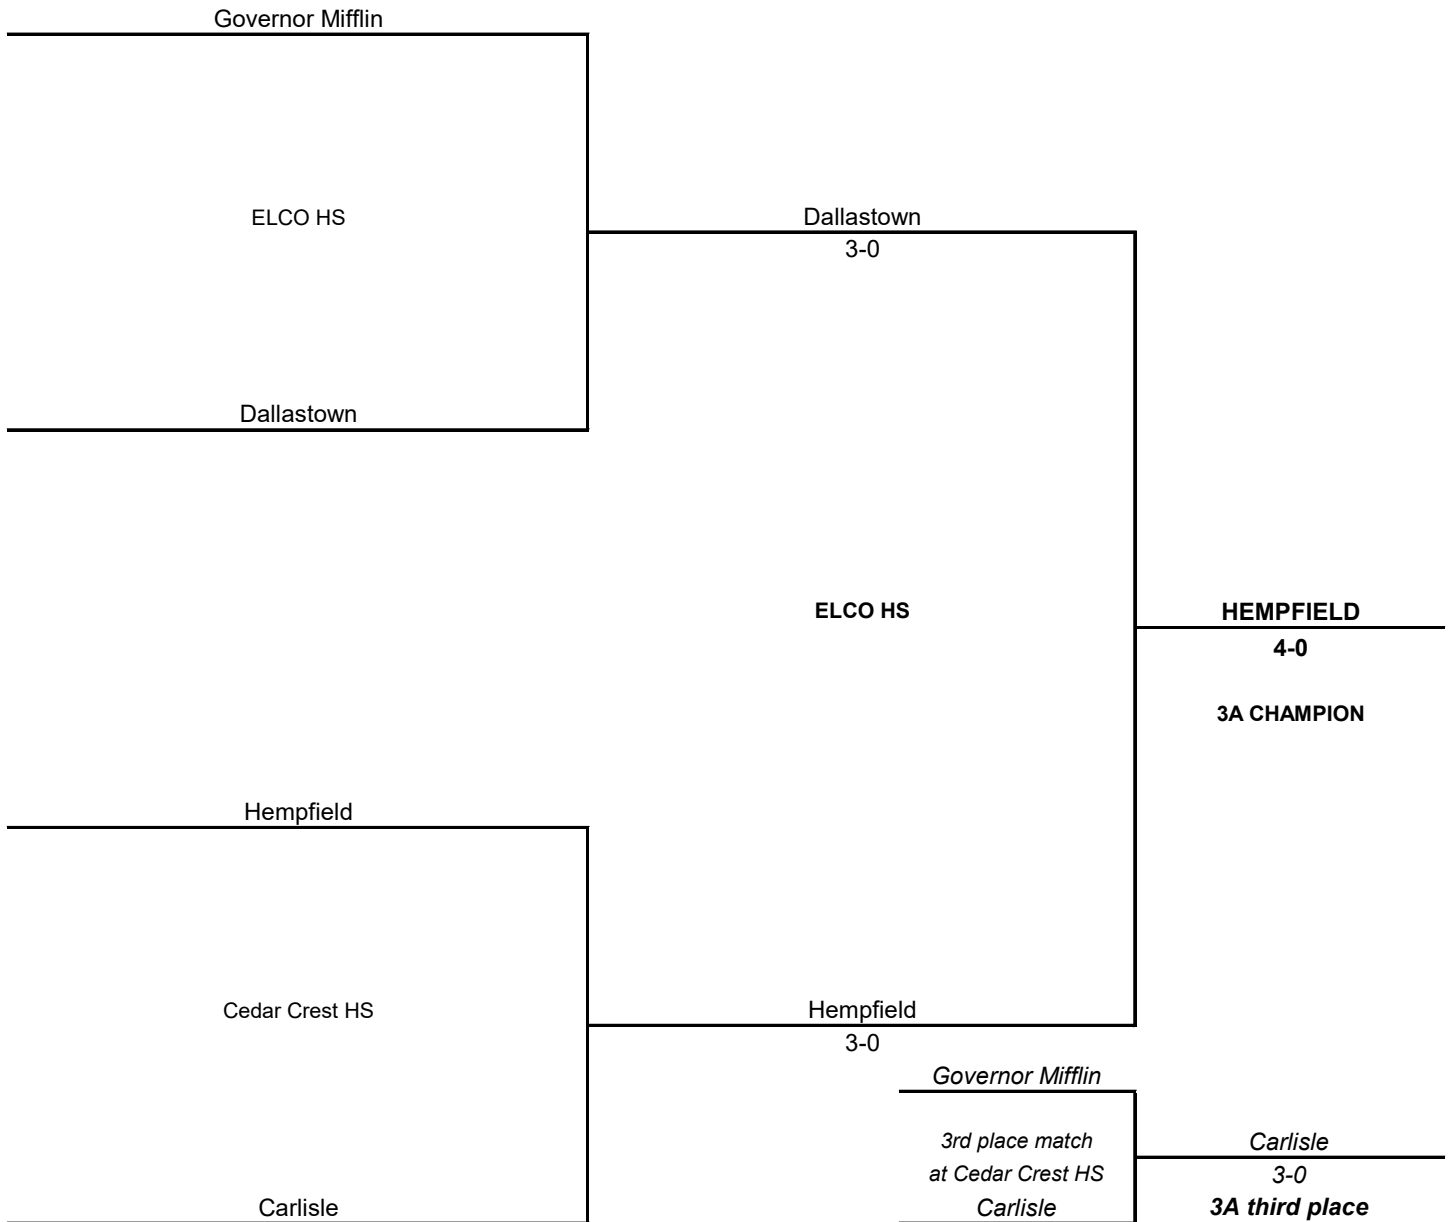 Governor Mifflin
ELCO HS
Dallastown
3-0
Dallastown
ELCO HS
HEMPFIELD
4-0
3A CHAMPION
Hempfield
Cedar Crest HS
Hempfield
3-0
Governor Mifflin
3rd place match
at Cedar Crest HS
Carlisle
3-0
Carlisle
Carlisle
3A third place